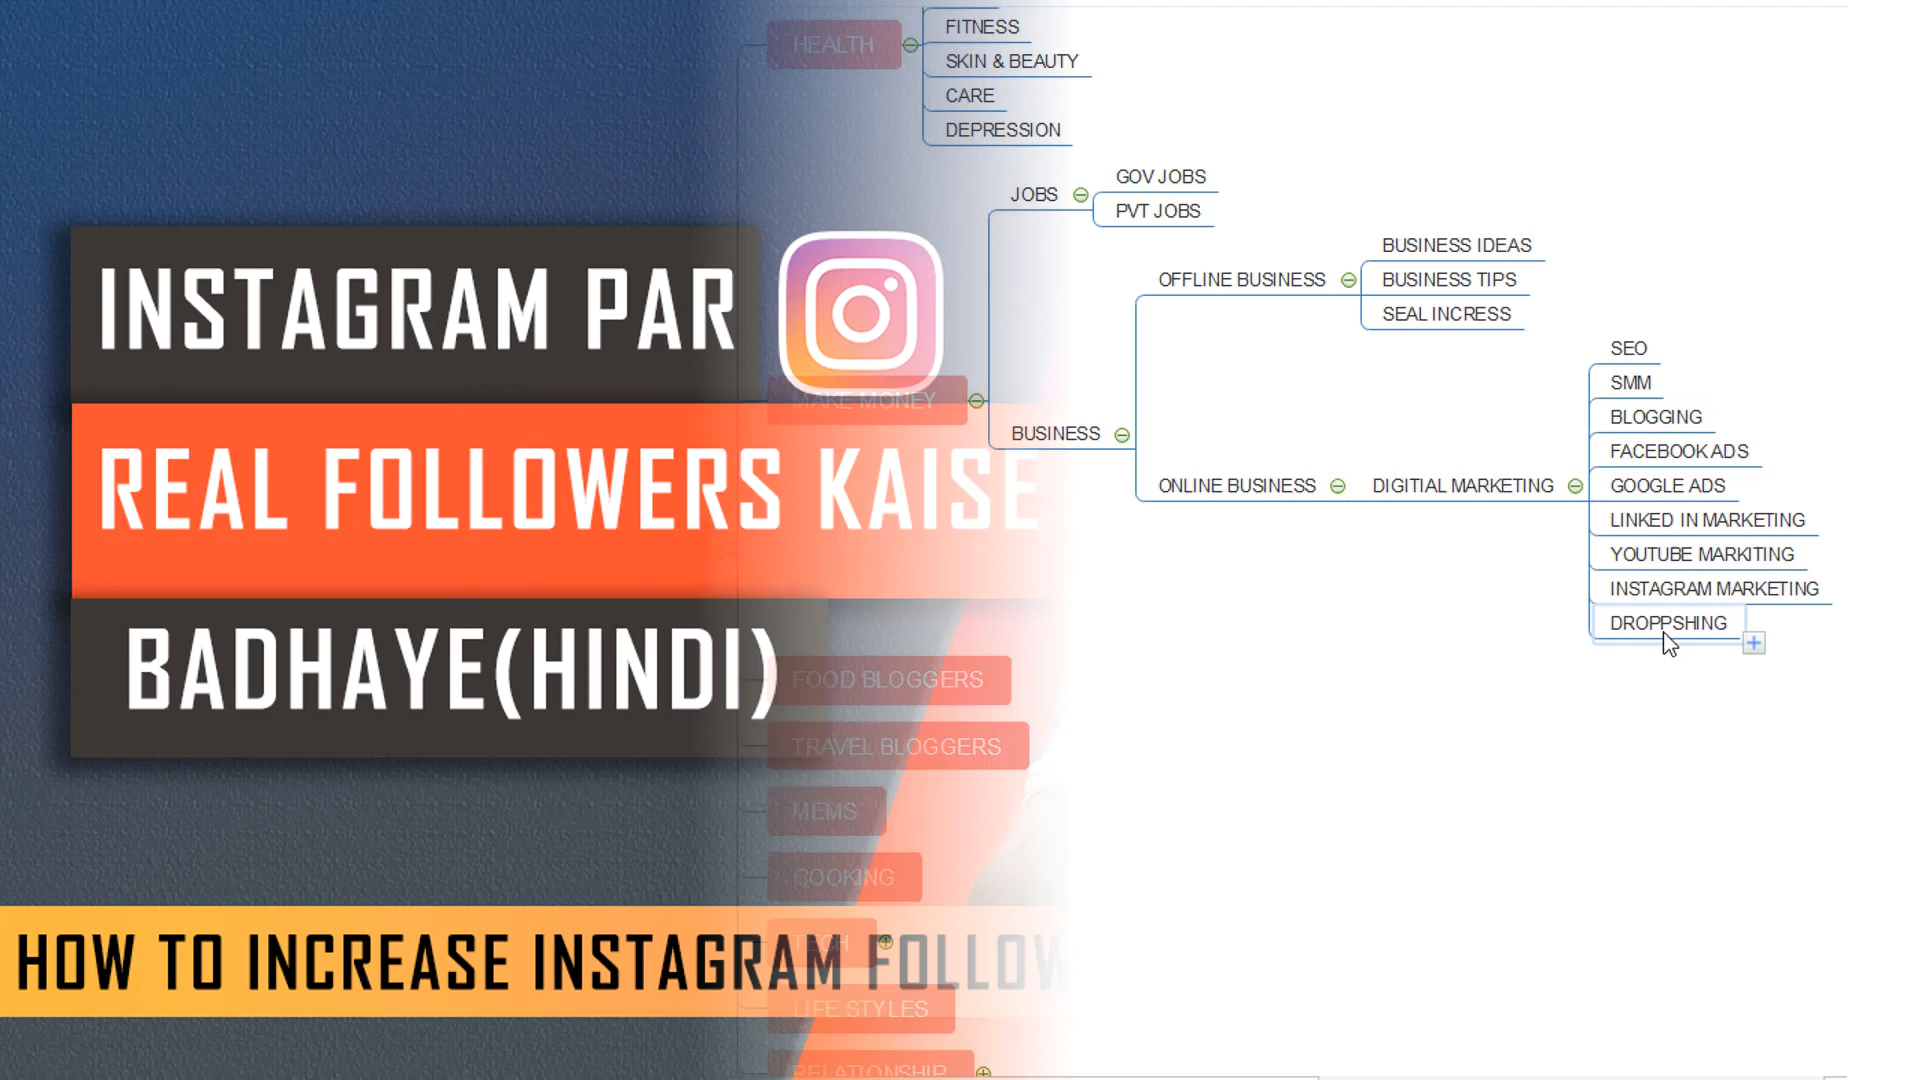 HEALTH
FITNESS
SKIN & BEAUTY
CARE
DEPRESSION
JOBS
GOV JOBS
PVT JOBS
OFFLINE BUSINESS
BUSINESS IDEAS
BUSINESS TIPS
SEAL INCRESS
MAKE MONEY
BUSINESS
ONLINE BUSINESS
DIGITIAL MARKETING
SEO
SMM
BLOGGING
FACEBOOK ADS
GOOGLE ADS
LINKED IN MARKETING
YOUTUBE MARKITING
INSTAGRAM MARKETING
DROPPSHING
INSTAGRAM PAR
REAL FOLLOWERS KAISE
BADHAYE(HINDI)
FOOD BLOGGERS
TRAVEL BLOGGERS
MEMS
COOKING
TECH
LIFE STYLES
RELATIONSHIP
HOW TO INCREASE INSTAGRAM FOLLOW